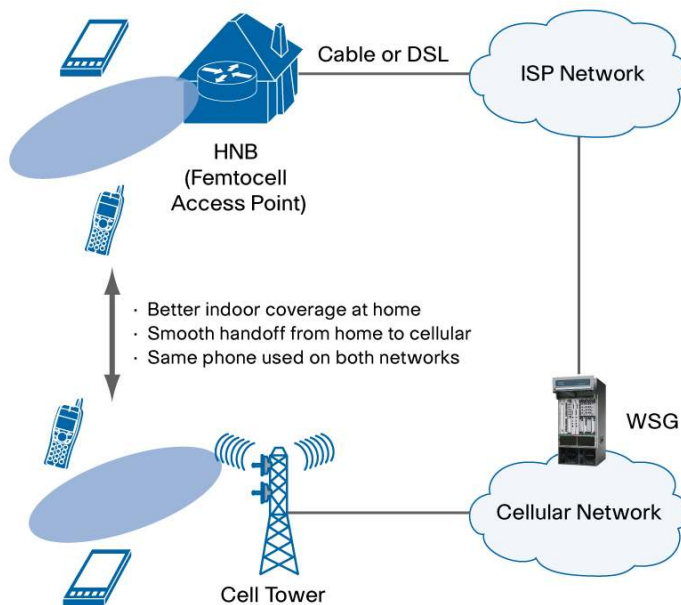 Cable or DSL
ISP Network
HNB
(Femtocell
Access Point)
· Better indoor coverage at home
· Smooth handoff from home to cellular
· Same phone used on both networks
WSG
Cellular Network
Cell Tower